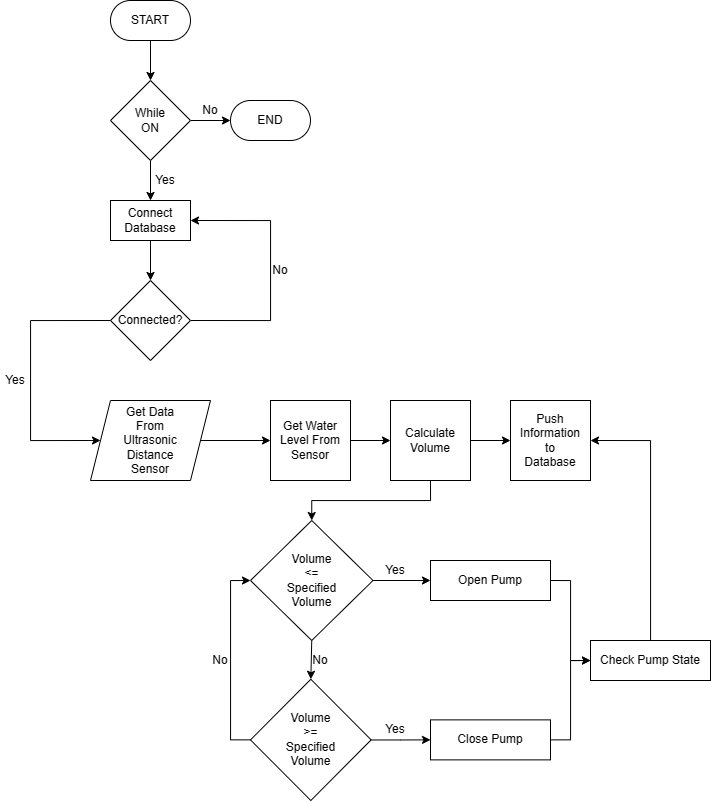 START
While
ON
No
END
Yes
Connect
Database
No
Connected?
Yes
Get Data
From
Ultrasonic
Distance
Sensor
Get Water
Level From
Sensor
Calculate
Volume
Push
Information
to
Database
Volume
<=
Specified
Volume
Yes
Open Pump
No
No
Check Pump State
Volume
>=
Specified
Volume
Yes
Close Pump